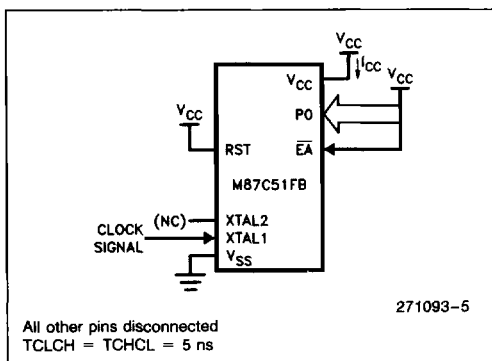 VCC
ICC
VCC VCC
VCC P0
RST EA
M87C51FB
(NC) XTAL2
CLOCK SIGNAL XTAL1
VSS
271093-5
All other pins disconnected
TCLCH = TCHCL = 5 ns